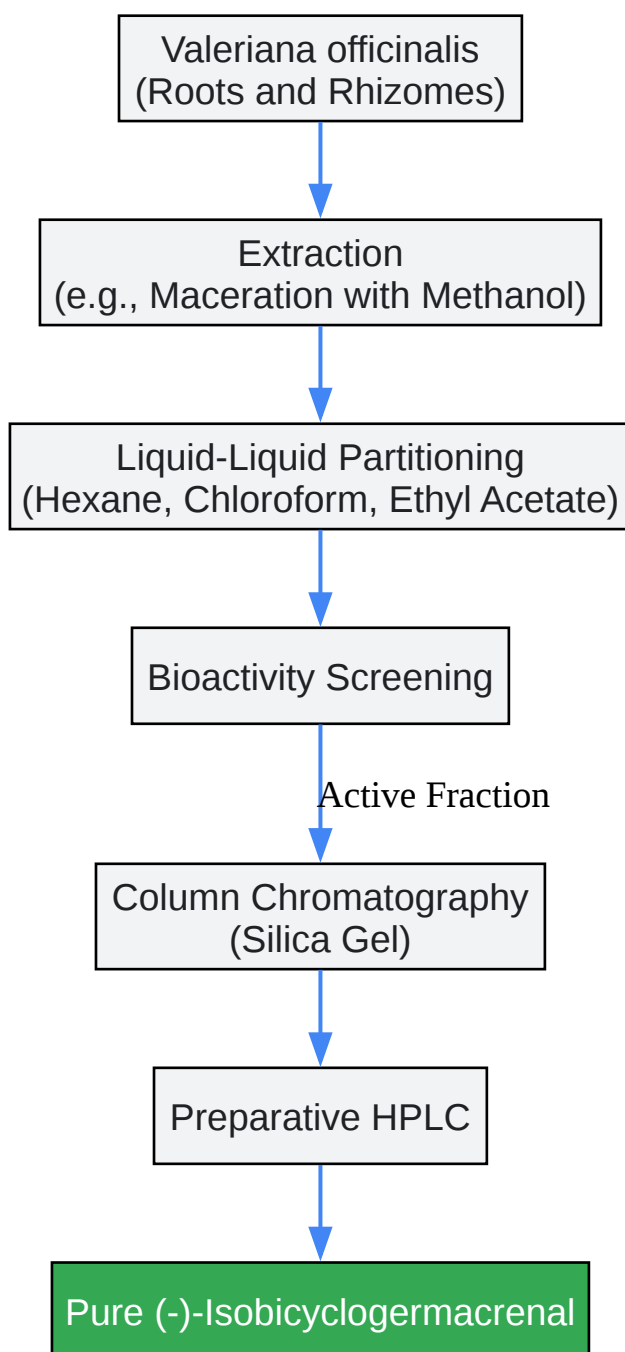 Valeriana officinalis
(Roots and Rhizomes)
Extraction
(e.g., Maceration with Methanol)
Liquid-Liquid Partitioning
(Hexane, Chloroform, Ethyl Acetate)
Bioactivity Screening
Active Fraction
Column Chromatography
(Silica Gel)
Preparative HPLC
Pure (-)-Isobicyclogermacrenal